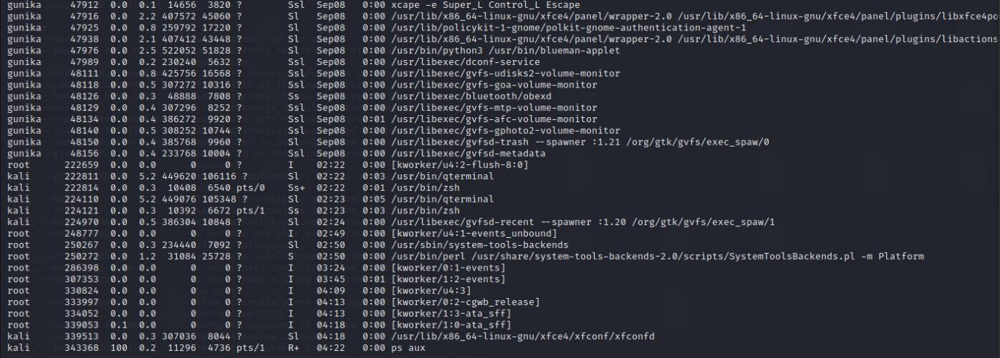 gunika 47912 0.0 0.1 14656 3820 ? Ssl Sep08 0:00 xcape -e Super_L Control_L Escape
gunika 47916 0.0 2.2 407572 45060 ? Sl Sep08 0:00 /usr/lib/x86_64-linux-gnu/xfce4/panel/wrapper-2.0 /usr/lib/x86_64-linux-gnu/xfce4/panel/plugins/libxfce4po
gunika 47925 0.0 0.8 259792 17220 ? Sl Sep08 0:00 /usr/lib/policykit-1-gnome/polkit-gnome-authentication-agent-1
gunika 47938 0.0 2.1 407412 43448 ? Sl Sep08 0:00 /usr/lib/x86_64-linux-gnu/xfce4/panel/wrapper-2.0 /usr/lib/x86_64-linux-gnu/xfce4/panel/plugins/libactions
gunika 47976 0.0 2.5 522052 51828 ? Sl Sep08 0:00 /usr/bin/python3 /usr/bin/blueman-applet
gunika 47989 0.0 0.2 230240 5632 ? Ssl Sep08 0:00 /usr/libexec/dconf-service
gunika 48111 0.0 0.8 425756 16568 ? Ssl Sep08 0:00 /usr/libexec/gvfs-udisks2-volume-monitor
gunika 48118 0.0 0.5 307272 10316 ? Ssl Sep08 0:00 /usr/libexec/gvfs-goa-volume-monitor
gunika 48126 0.0 0.3 48888 7808 ? Ss Sep08 0:00 /usr/libexec/bluetooth/obexd
gunika 48129 0.0 0.4 307296 8252 ? Ssl Sep08 0:00 /usr/libexec/gvfs-mtp-volume-monitor
gunika 48134 0.0 0.4 386272 9920 ? Ssl Sep08 0:01 /usr/libexec/gvfs-afc-volume-monitor
gunika 48140 0.0 0.5 308252 10744 ? Ssl Sep08 0:00 /usr/libexec/gvfs-gphoto2-volume-monitor
gunika 48150 0.0 0.4 385768 9960 ? Sl Sep08 0:00 /usr/libexec/gvfsd-trash --spawner :1.21 /org/gtk/gvfs/exec_spaw/0
gunika 48156 0.0 0.4 233768 10004 ? Ssl Sep08 0:00 /usr/libexec/gvfsd-metadata
root 222659 0.0 0.0 0 0 ? I 02:22 0:00 [kworker/u4:2-flush-8:0]
kali 222811 0.0 5.2 449620 106116 ? Sl 02:22 0:03 /usr/bin/qterminal
kali 222814 0.0 0.3 10408 6540 pts/0 Ss+ 02:22 0:01 /usr/bin/zsh
kali 224110 0.0 5.2 449076 105348 ? Sl 02:23 0:05 /usr/bin/qterminal
kali 224121 0.0 0.3 10392 6672 pts/1 Ss 02:23 0:03 /usr/bin/zsh
kali 224970 0.0 0.5 386304 10848 ? Sl 02:24 0:00 /usr/libexec/gvfsd-recent --spawner :1.20 /org/gtk/gvfs/exec_spaw/1
root 248777 0.0 0.0 0 0 ? I 02:49 0:00 [kworker/u4:1-events_unbound]
root 250267 0.0 0.3 234440 7092 ? Sl 02:50 0:00 /usr/sbin/system-tools-backends
root 250272 0.0 1.2 31084 25728 ? S 02:50 0:00 /usr/bin/perl /usr/share/system-tools-backends-2.0/scripts/SystemToolsBackends.pl -m Platform
root 286398 0.0 0.0 0 0 ? I 03:24 0:00 [kworker/0:1-events]
root 307353 0.0 0.0 0 0 ? I 03:45 0:01 [kworker/1:2-events]
root 330824 0.0 0.0 0 0 ? I 04:09 0:00 [kworker/u4:3]
root 333997 0.0 0.0 0 0 ? I 04:13 0:00 [kworker/0:2-cgwb_release]
root 334052 0.0 0.0 0 0 ? I 04:13 0:00 [kworker/1:3-ata_sff]
root 339053 0.1 0.0 0 0 ? I 04:18 0:00 [kworker/1:0-ata_sff]
kali 339513 0.0 0.3 307036 8044 ? Sl 04:18 0:00 /usr/lib/x86_64-linux-gnu/xfce4/xfconf/xfconfd
kali 343368 100 0.2 11296 4736 pts/1 R+ 04:22 0:00 ps aux